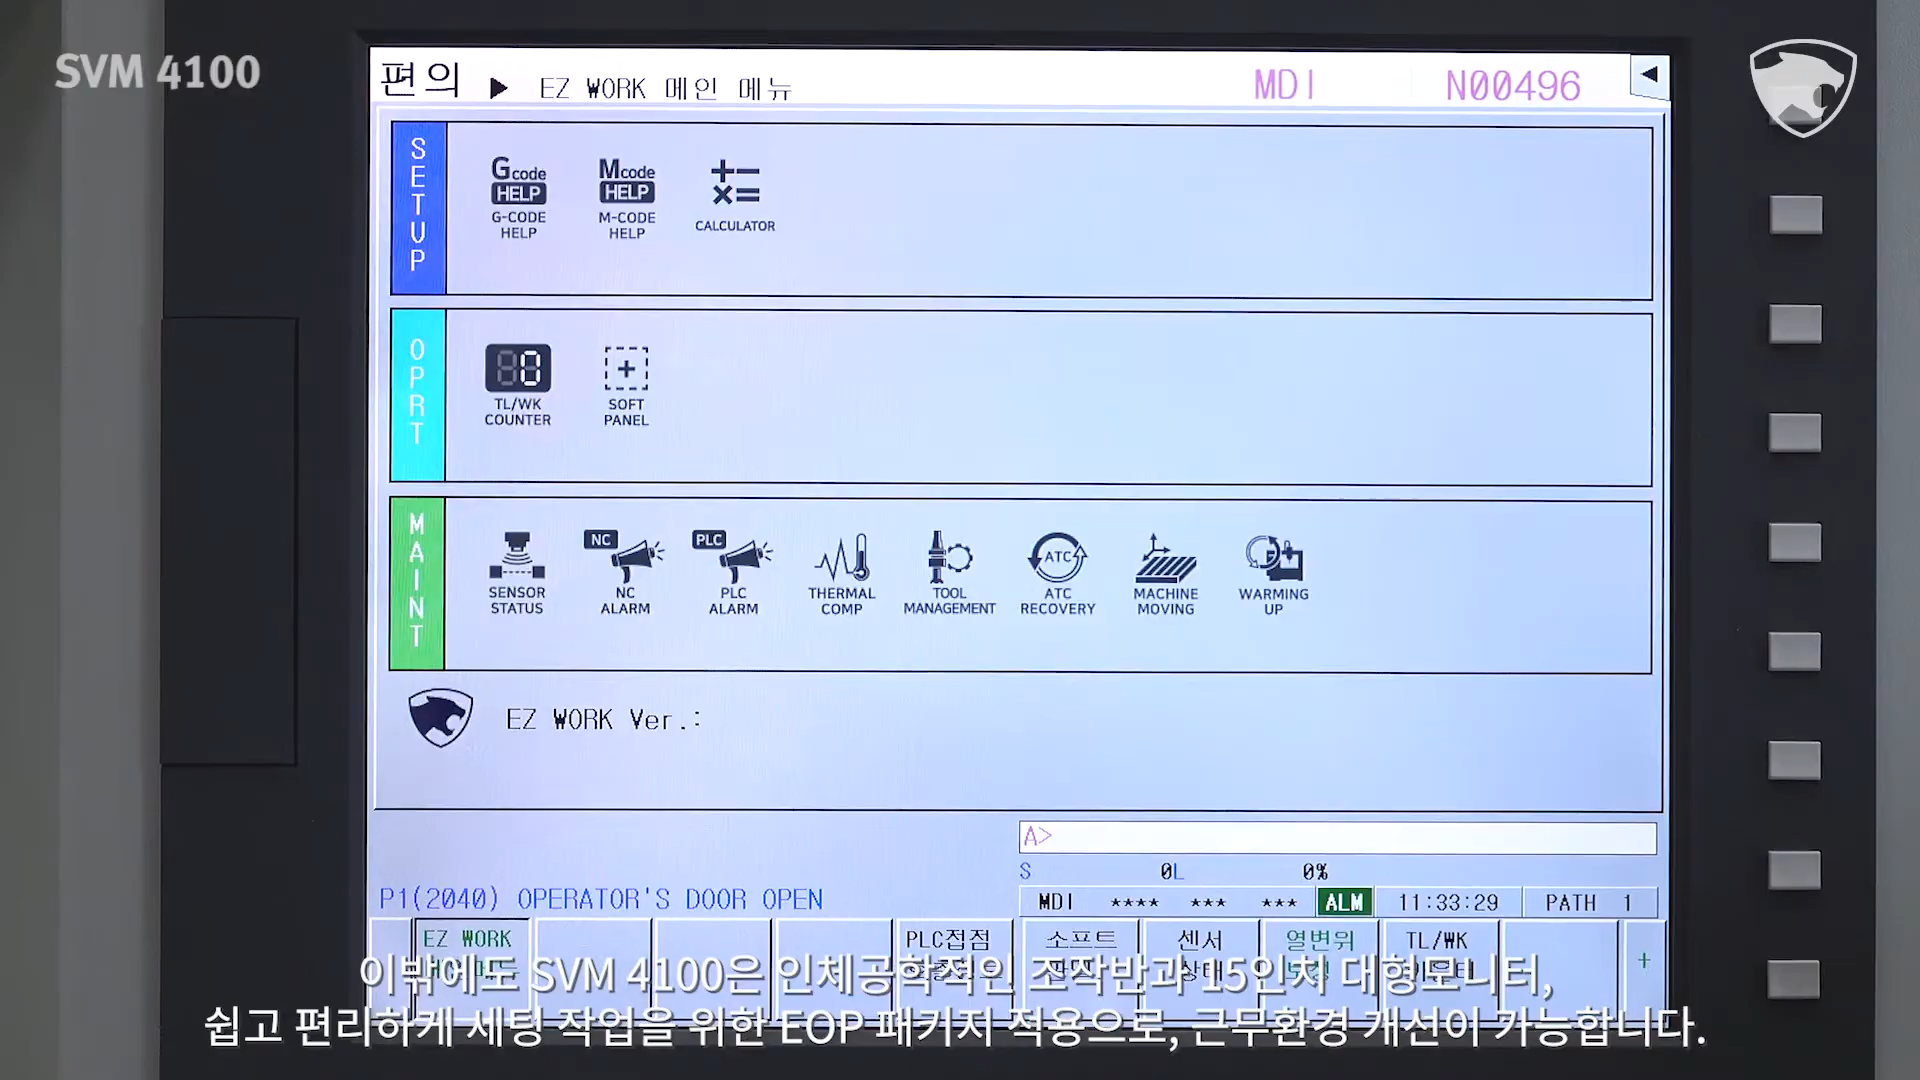 SVM 4100
편의 ▶ EZ WORK 메인 메뉴
MDI
N00496
SETUP
Gcode HELP
G-CODE HELP
Mcode HELP
M-CODE HELP
CALCULATOR
OPRT
TL/WK COUNTER
SOFT PANEL
MAINT
SENSOR STATUS
NC
NC ALARM
PLC
PLC ALARM
THERMAL COMP
TOOL MANAGEMENT
ATC
ATC RECOVERY
MACHINE MOVING
WARMING UP
EZ WORK Ver.:
A>
S 0L 0%
P1(2040) OPERATOR'S DOOR OPEN
MDI **** *** *** ALM 11:33:29 PATH 1
EZ WORK
PLC접점
소프트
센서
열변위
TL/WK
+
이밖에도 SVM 4100은 인체공학적인 조작반과 15인치 대형모니터,
쉽고 편리하게 세팅 작업을 위한 EOP 패키지 적용으로, 근무환경 개선이 가능합니다.